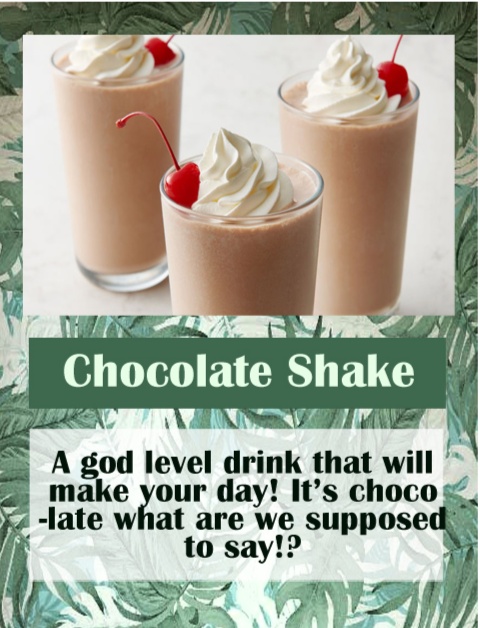 Chocolate Shake
A god level drink that will
make your day! It's choco
-late what are we supposed
to say!?